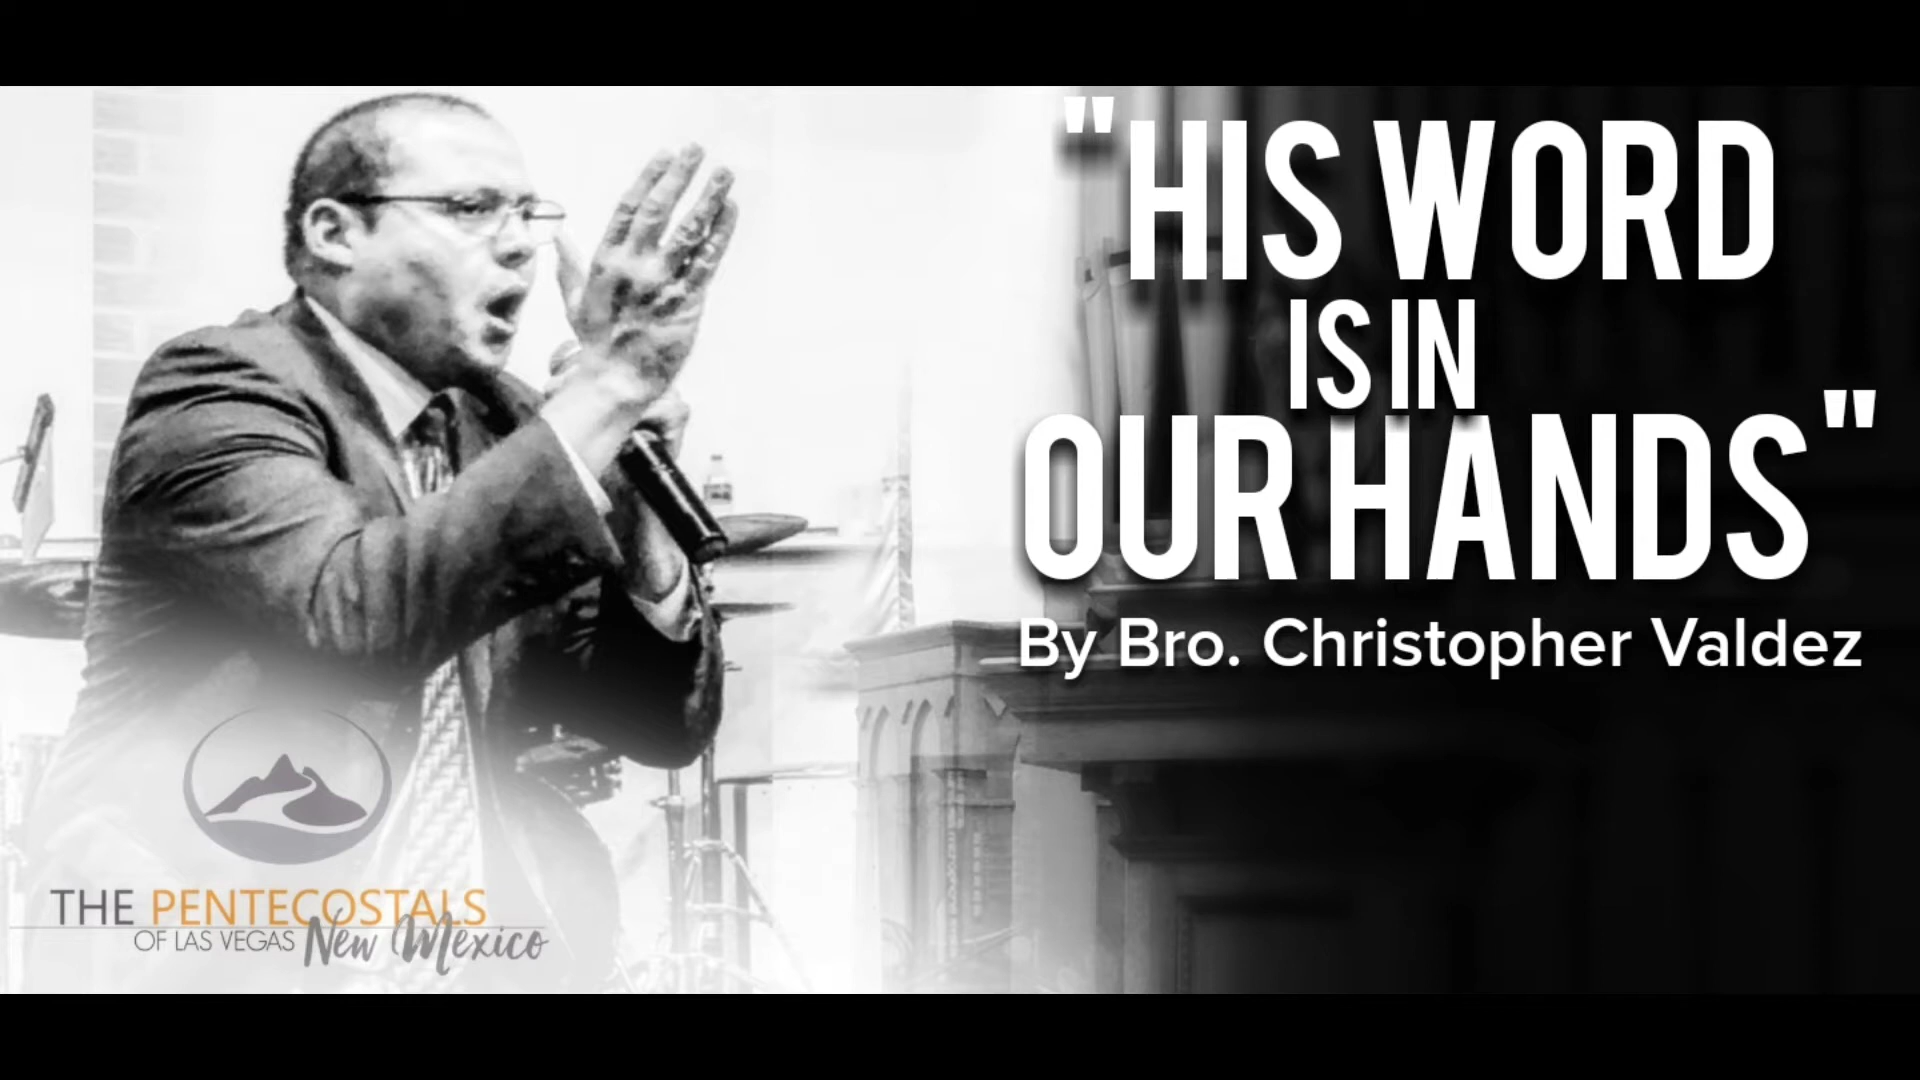 "HIS WORD
IS IN
OUR HANDS"
By Bro. Christopher Valdez
THE PENTECOSTALS
OF LAS VEGAS New Mexico